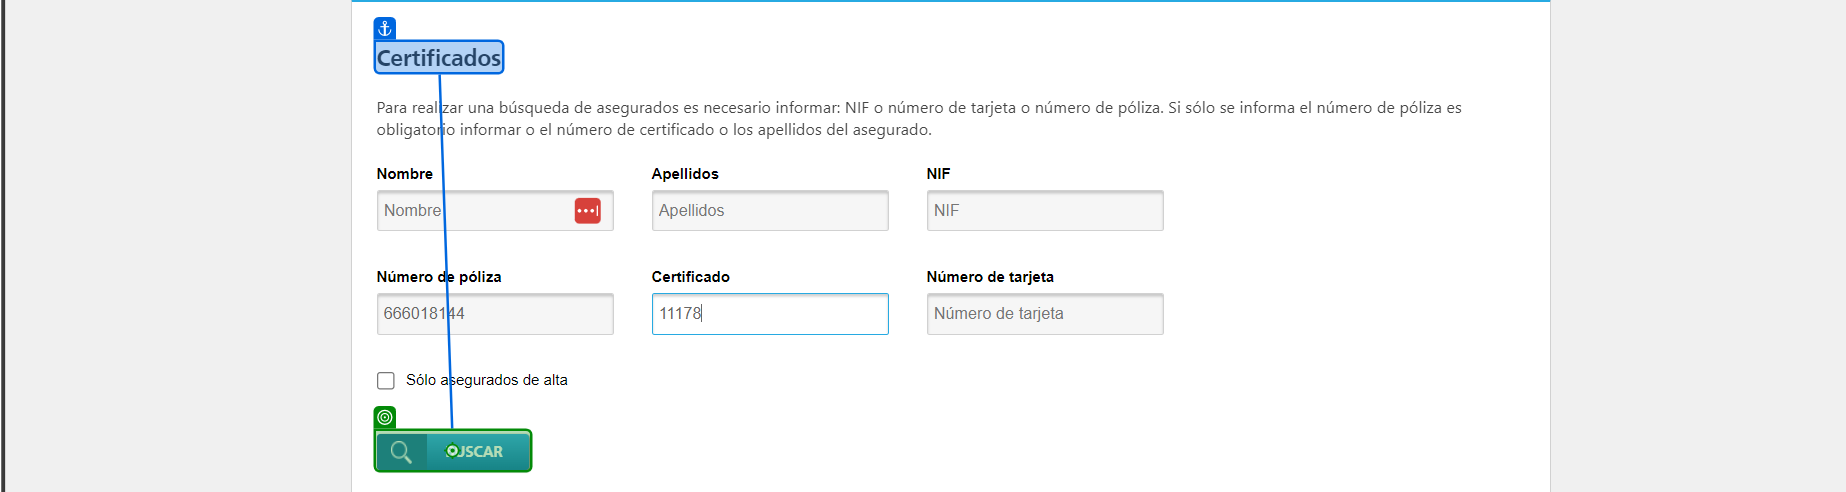 Certificados
Para realizar una búsqueda de asegurados es necesario informar: NIF o número de tarjeta o número de póliza. Si sólo se informa el número de póliza es
obligatorio informar o el número de certificado o los apellidos del asegurado.
Nombre Apellidos NIF
Nombre Apellidos NIF
Número de póliza Certificado Número de tarjeta
666018144 11178 Número de tarjeta
Sólo asegurados de alta
USCAR